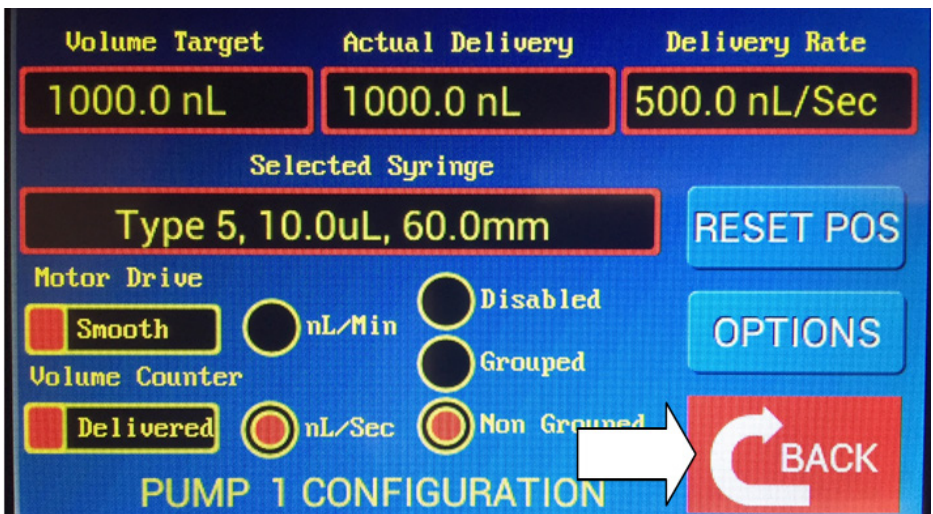 Volume Target Actual Delivery Delivery Rate
1000.0 nL 1000.0 nL 500.0 nL/Sec
Selected Syringe
Type 5, 10.0uL, 60.0mm
RESET POS
Motor Drive
Smooth
nL/Min
Disabled
Grouped
OPTIONS
Volume Counter
Delivered
nL/Sec
Non Grouped
BACK
PUMP 1 CONFIGURATION